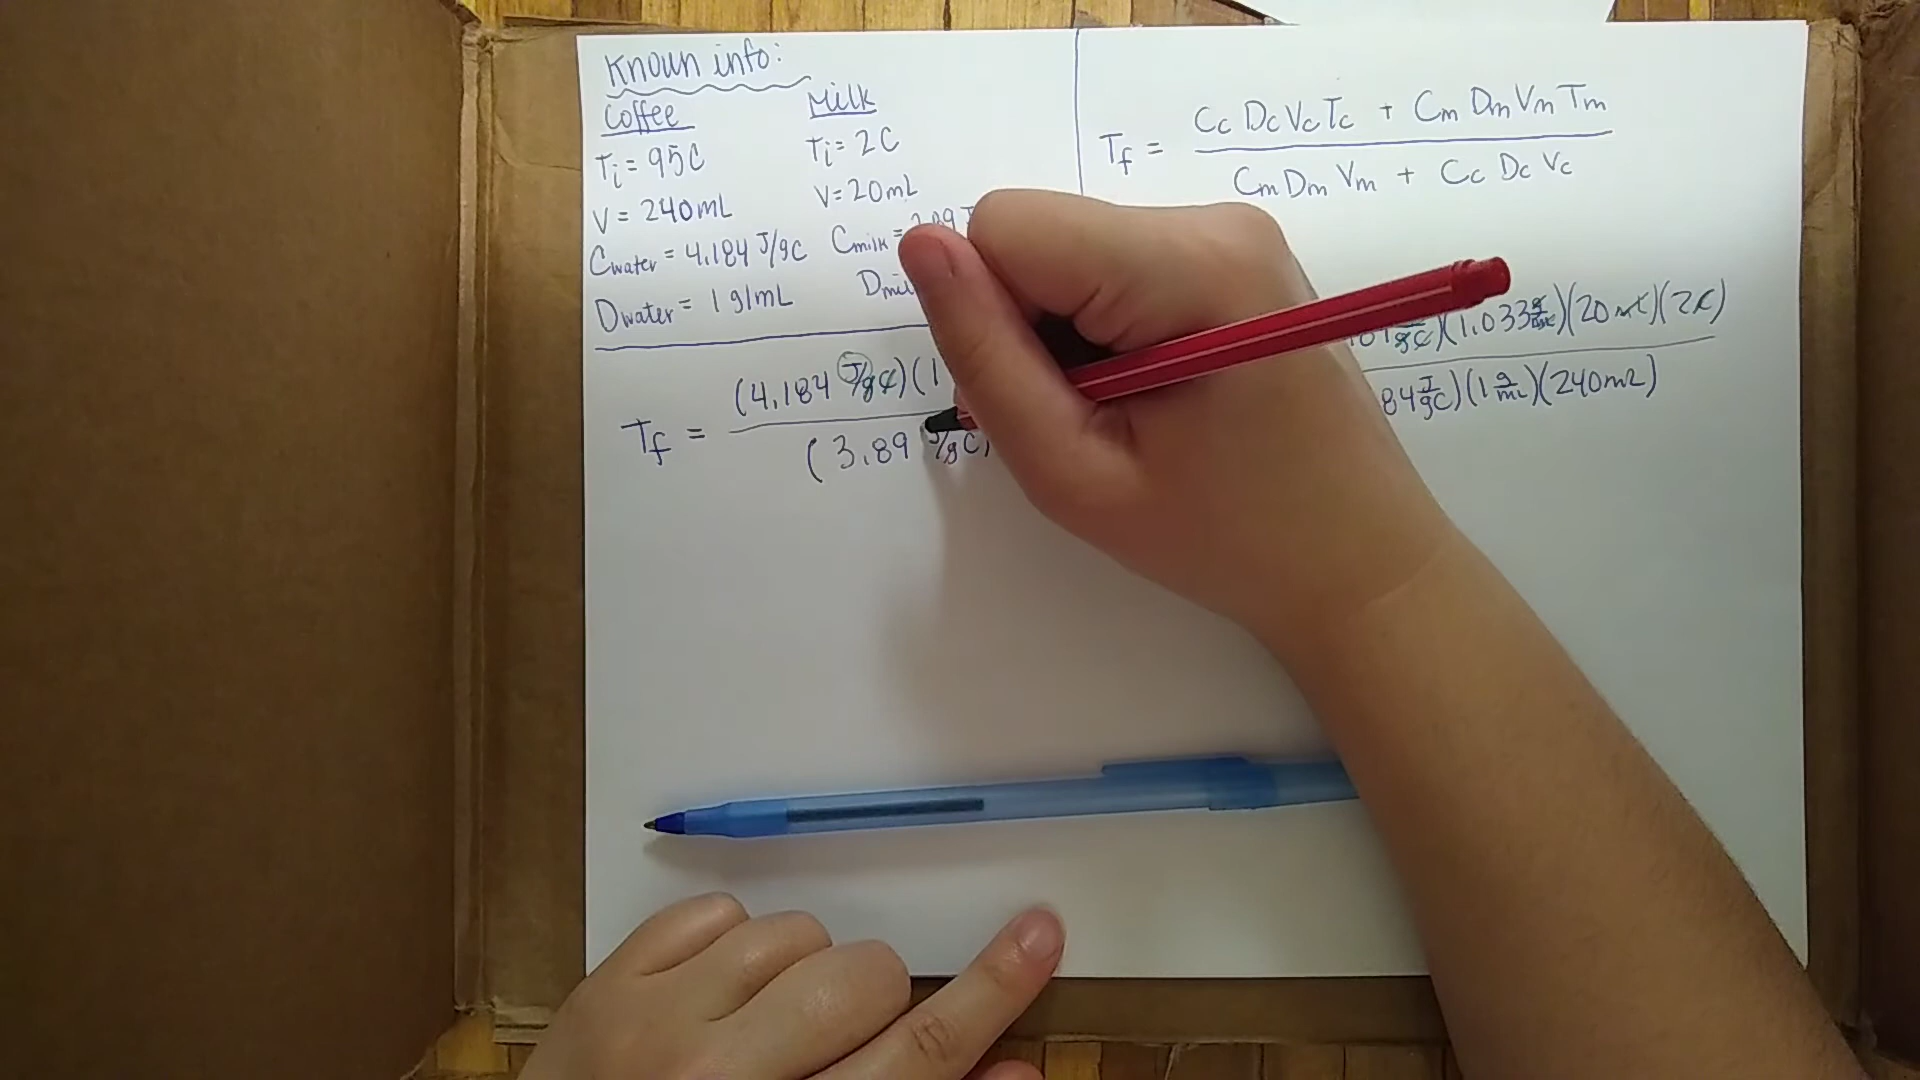 Known info:
Coffee
Ti = 95C
V = 240mL
Cwater = 4.184 J/gC
Dwater = 1 g/mL
Milk
Ti = 2C
V = 20mL
Cmilk =
Tf = Cc Dc Vc Tc + Cm Dm Vm Tm
Cm Dm Vm + Cc Dc Vc
Tf = (4.184 J/gC)(1 (1.033 g/mL)(20 mL)(2C)
(3.89 J/gC) 84 J/gC)(1 g/mL)(240mL)